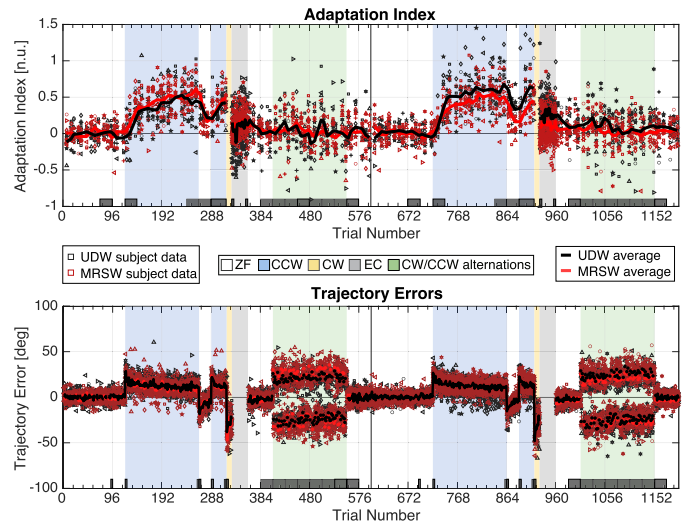 Adaptation Index
Adaptation Index [n.u.]
1.5
1
0.5
0
-0.5
-1
0 96 192 288 384 480 576 672 768 864 960 1056 1152
Trial Number
UDW subject data
MRSW subject data
ZF CCW CW EC CW/CCW alternations
UDW average
MRSW average
Trajectory Errors
Trajectory Error [deg]
100
50
0
-50
-100
0 96 192 288 384 480 576 672 768 864 960 1056 1152
Trial Number